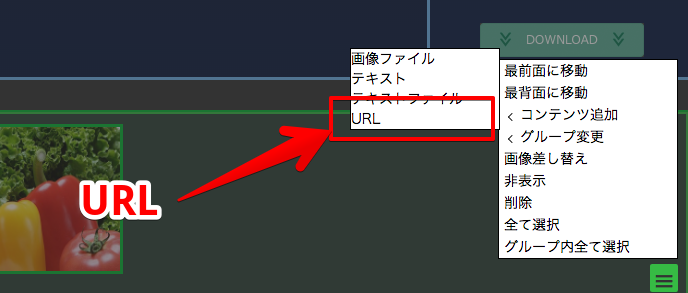 DOWNLOAD
画像ファイル
テキスト
テキストファイル
URL
最前面に移動
最背面に移動
< コンテンツ追加
< グループ変更
画像差し替え
非表示
削除
全て選択
グループ内全て選択
URL